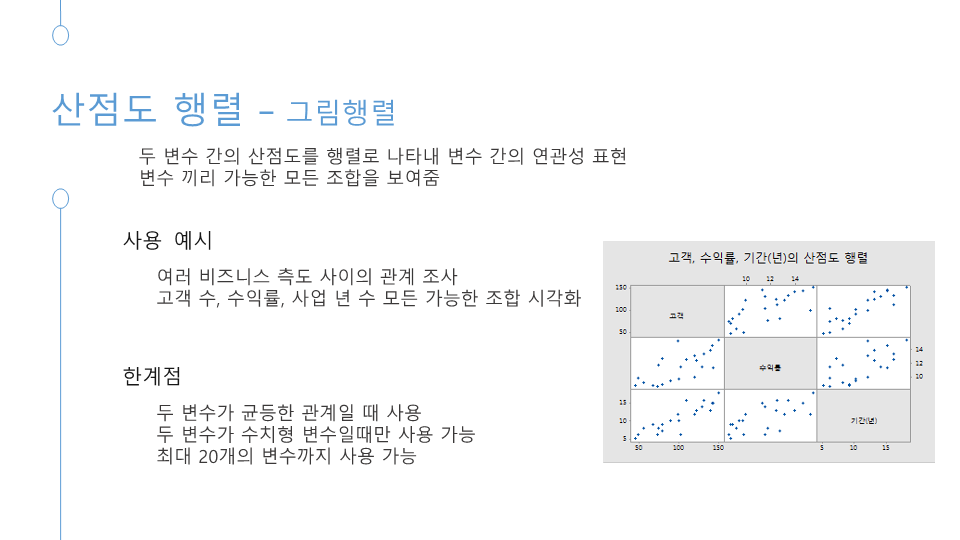 산점도 행렬 – 그림행렬
두 변수 간의 산점도를 행렬로 나타내 변수 간의 연관성 표현
변수 끼리 가능한 모든 조합을 보여줌
사용 예시
여러 비즈니스 측도 사이의 관계 조사
고객 수, 수익률, 사업 년 수 모든 가능한 조합 시각화
한계점
두 변수가 균등한 관계일 때 사용
두 변수가 수치형 변수일때만 사용 가능
최대 20개의 변수까지 사용 가능
고객, 수익률, 기간(년)의 산점도 행렬
10 12 14
150
100
50
고객
수익률
14
12
10
15
10
5
기간(년)
50 100 150
5 10 15